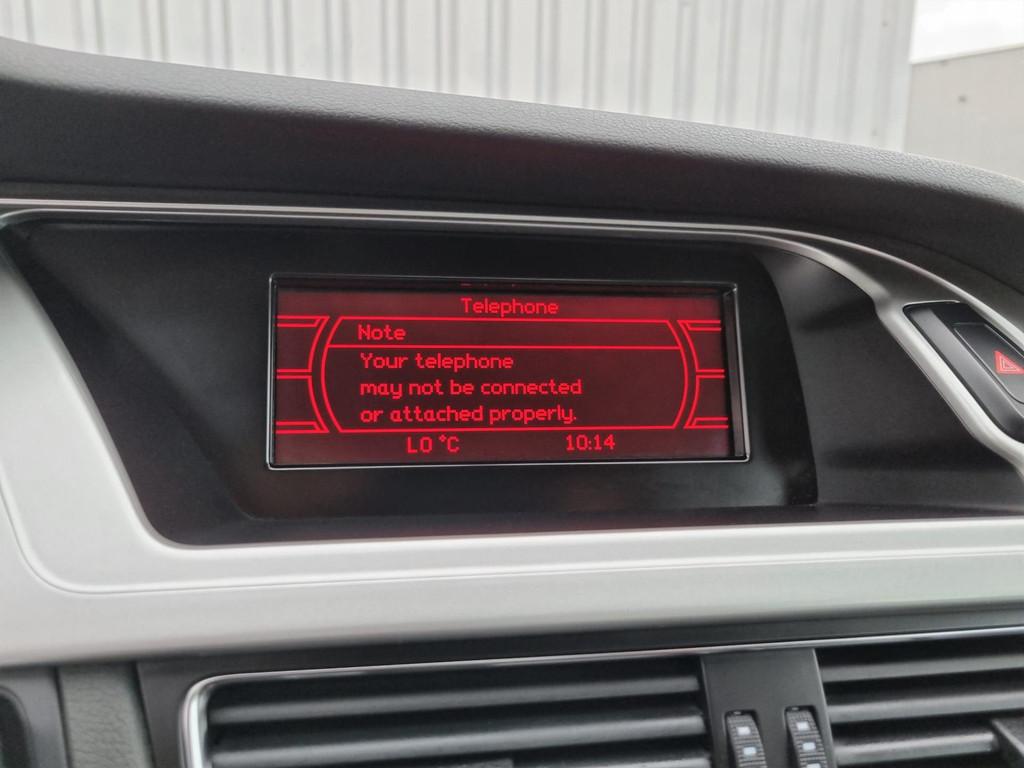 Telephone
Note
Your telephone
may not be connected
or attached properly.
LO °C 10:14